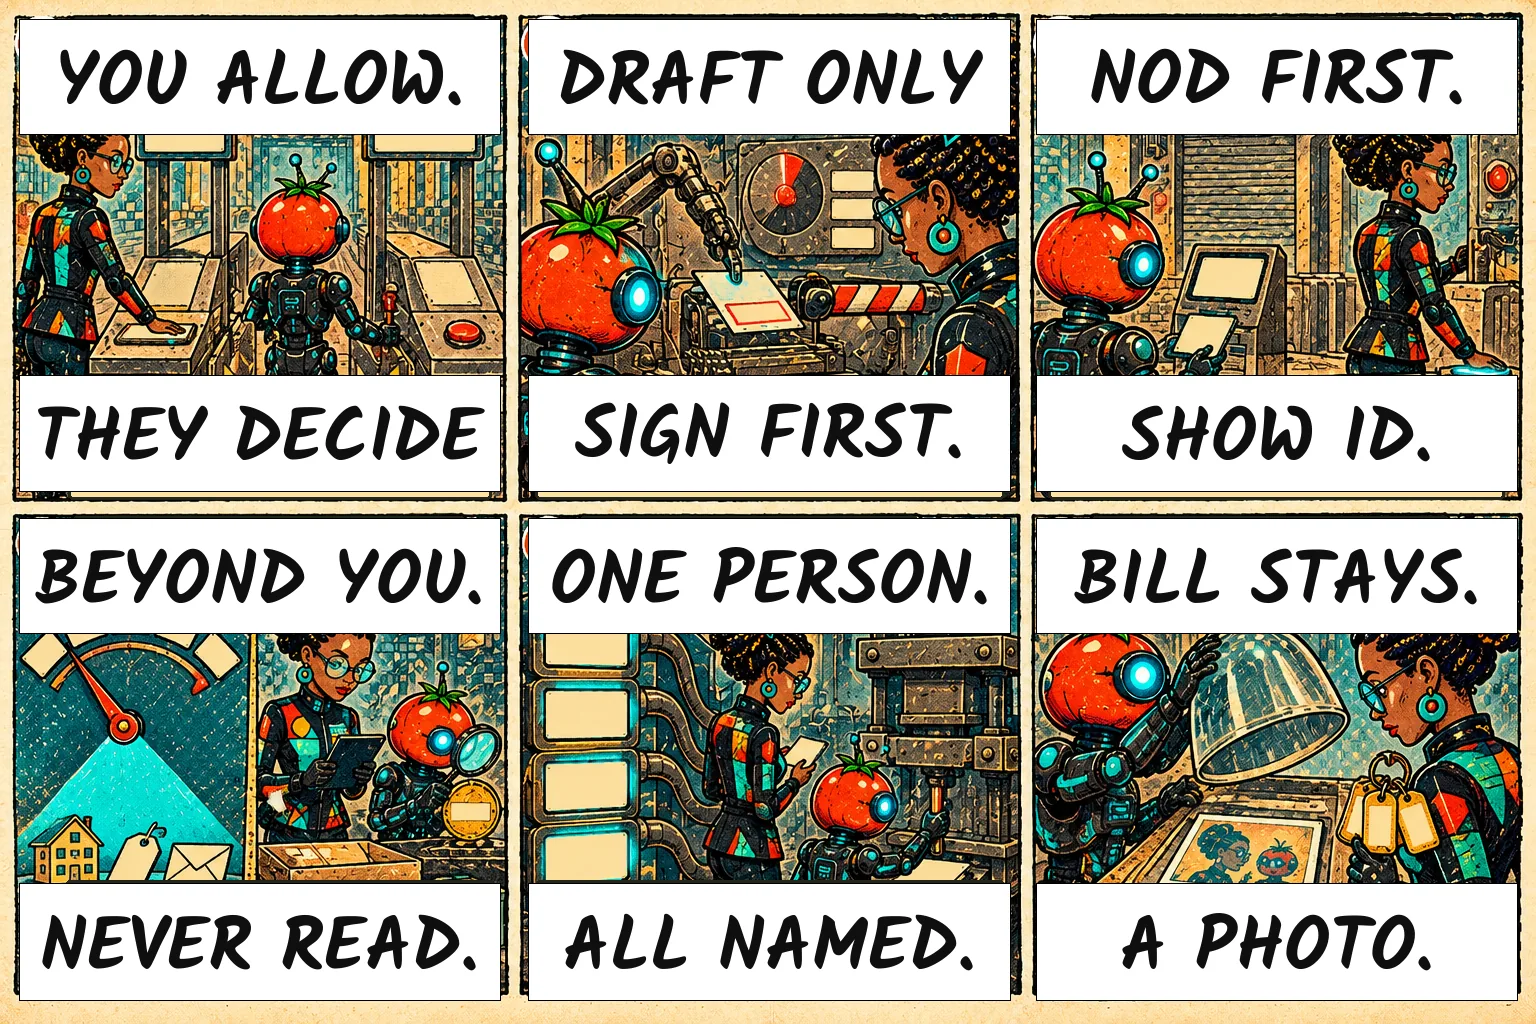 YOU ALLOW.
THEY DECIDE
DRAFT ONLY
SIGN FIRST.
NOD FIRST.
SHOW ID.
BEYOND YOU.
NEVER READ.
ONE PERSON.
ALL NAMED.
BILL STAYS.
A PHOTO.